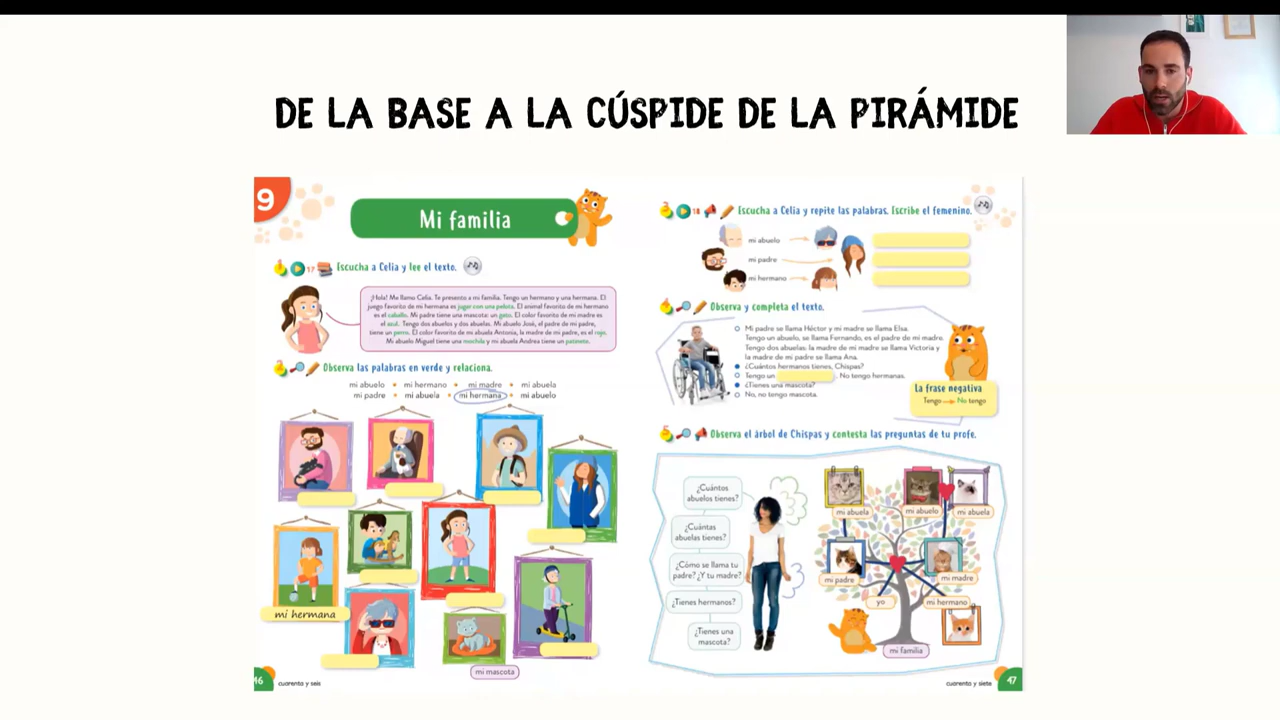 DE LA BASE A LA CÚSPIDE DE LA PIRÁMIDE
9
Mi familia
17 Escucha a Celia y lee el texto.
¡Hola! Me llamo Celia. Te presento a mi familia. Tengo un hermano y una hermana. El
juego favorito de mi hermana es jugar con una pelota. El animal favorito de mi hermano
es el caballo. Mi padre tiene una mascota: un gato. El color favorito de mi madre es
el azul. Tengo dos abuelos y dos abuelas. Mi abuelo José, el padre de mi padre,
tiene un perro. El color favorito de mi abuela Antonia, la madre de mi padre, es el rojo.
Mi abuelo Miguel tiene una mochila y mi abuela Andrea tiene un patinete.
2 Observa las palabras en verde y relaciona.
mi abuelo • mi hermano • mi madre • mi abuela
mi padre • mi abuela • mi hermana • mi abuelo
mi hermana
mi mascota
46
cuarenta y seis
18 Escucha a Celia y repite las palabras. Escribe el femenino.
mi abuelo
mi padre
mi hermano
Observa y completa el texto.
Mi padre se llama Héctor y mi madre se llama Elsa.
Tengo un abuelo, se llama Fernando, es el padre de mi madre.
Tengo dos abuelas: la madre de mi madre se llama Victoria y
la madre de mi padre se llama Ana.
¿Cuántos hermanos tienes, Chispas?
Tengo un . No tengo hermanas.
¿Tienes una mascota?
No, no tengo mascota.
La frase negativa
Tengo → No tengo
5 Observa el árbol de Chispas y contesta las preguntas de tu profe.
¿Cuántos
abuelos tienes?
¿Cuántas
abuelas tienes?
¿Cómo se llama tu
padre? ¿Y tu madre?
¿Tienes hermanos?
¿Tienes una
mascota?
mi abuela
mi abuelo
mi abuela
mi padre
mi madre
yo
mi hermano
mi familia
cuarenta y siete
47